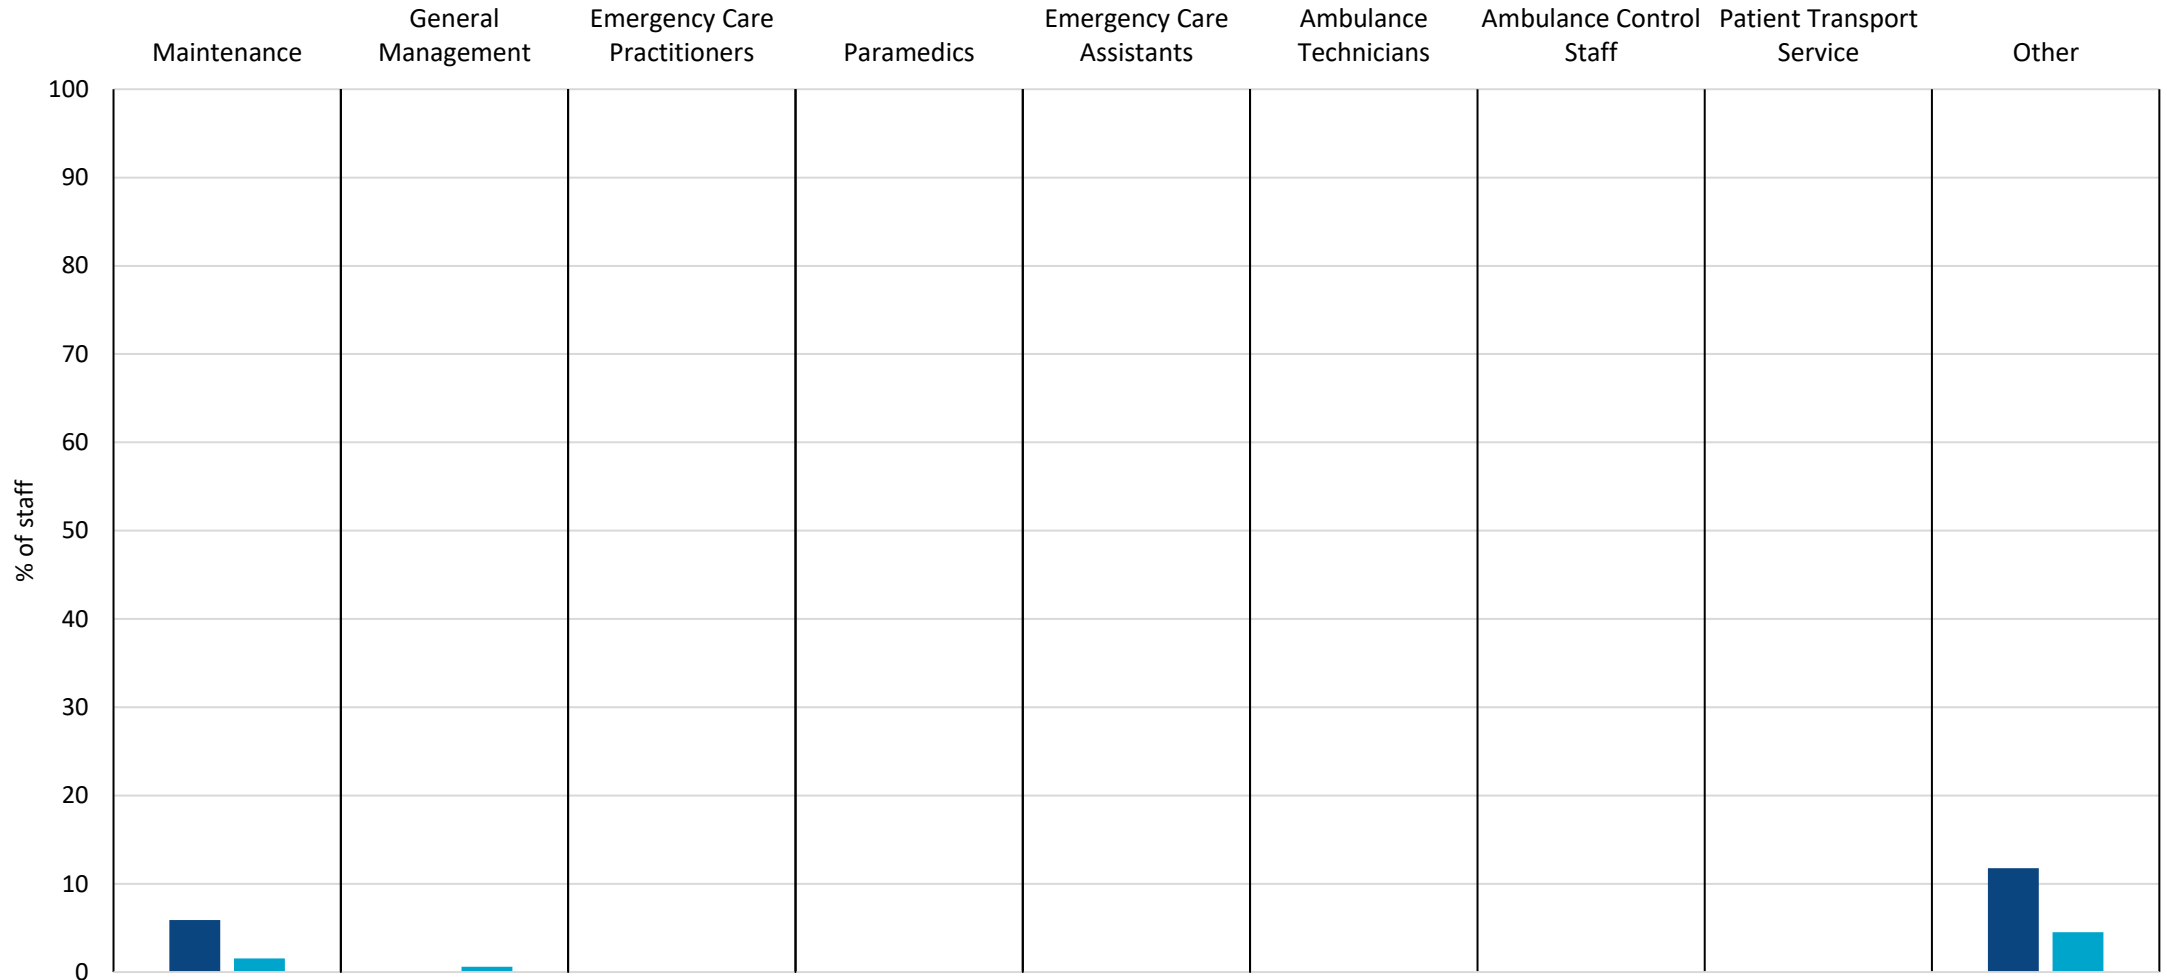 Maintenance
General
Management
Emergency Care
Practitioners
Paramedics
Emergency Care
Assistants
Ambulance
Technicians
Ambulance Control
Staff
Patient Transport
Service
Other
100
90
80
70
60
50
40
30
20
10
0
% of staff